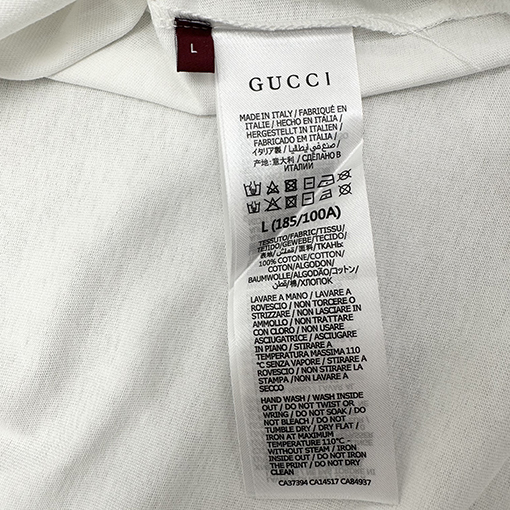 L
GUCCI
MADE IN ITALY / FABRIQUÉ EN
ITALIE / HECHO EN ITÁLIA /
HERGESTELLT IN ITALIEN /
FABRICADO EM ITÁLIA /
イタリア製 / صنع في إيطاليا /
产地:意大利 / СДЕЛАНО В
ИТАЛИИ
L (185/100A)
TESSUTO/FABRIC/TISSU/
TEJIDO/GEWEBE/TECIDO/
表地/قماش/面料/ТКАНЬ
100% COTONE/COTTON/
COTON/ALGODON/
BAUMWOLLE/ALGODÃO/コットン/
قطن/棉/ХЛОПОК
LAVARE A MANO / LAVARE A
ROVESCIO / NON TORCERE O
STRIZZARE / NON LASCIARE IN
AMMOLLO / NON TRATTARE
CON CLORO / NON USARE
ASCIUGATRICE / ASCIUGARE
IN PIANO / STIRARE A
TEMPERATURA MASSIMA 110
°C SENZA VAPORE / STIRARE A
ROVESCIO / NON STIRARE LA
STAMPA / NON LAVARE A
SECCO
HAND WASH / WASH INSIDE
OUT / DO NOT TWIST OR
WRING / DO NOT SOAK / DO
NOT BLEACH / DO NOT
TUMBLE DRY / DRY FLAT /
IRON AT MAXIMUM
TEMPERATURE 110°C -
WITHOUT STEAM / IRON
INSIDE OUT / DO NOT IRON
THE PRINT / DO NOT DRY
CLEAN
CA37394 CA14517 CA84937